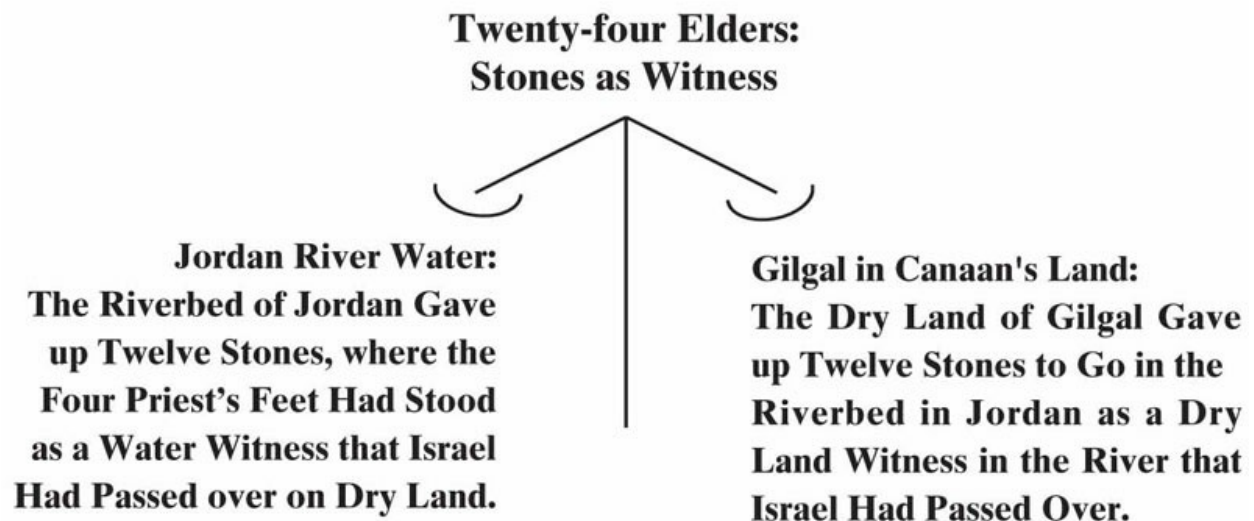 Twenty-four Elders:
Stones as Witness
Jordan River Water:
The Riverbed of Jordan Gave
up Twelve Stones, where the
Four Priest’s Feet Had Stood
as a Water Witness that Israel
Had Passed over on Dry Land.
Gilgal in Canaan's Land:
The Dry Land of Gilgal Gave
up Twelve Stones to Go in the
Riverbed in Jordan as a Dry
Land Witness in the River that
Israel Had Passed Over.